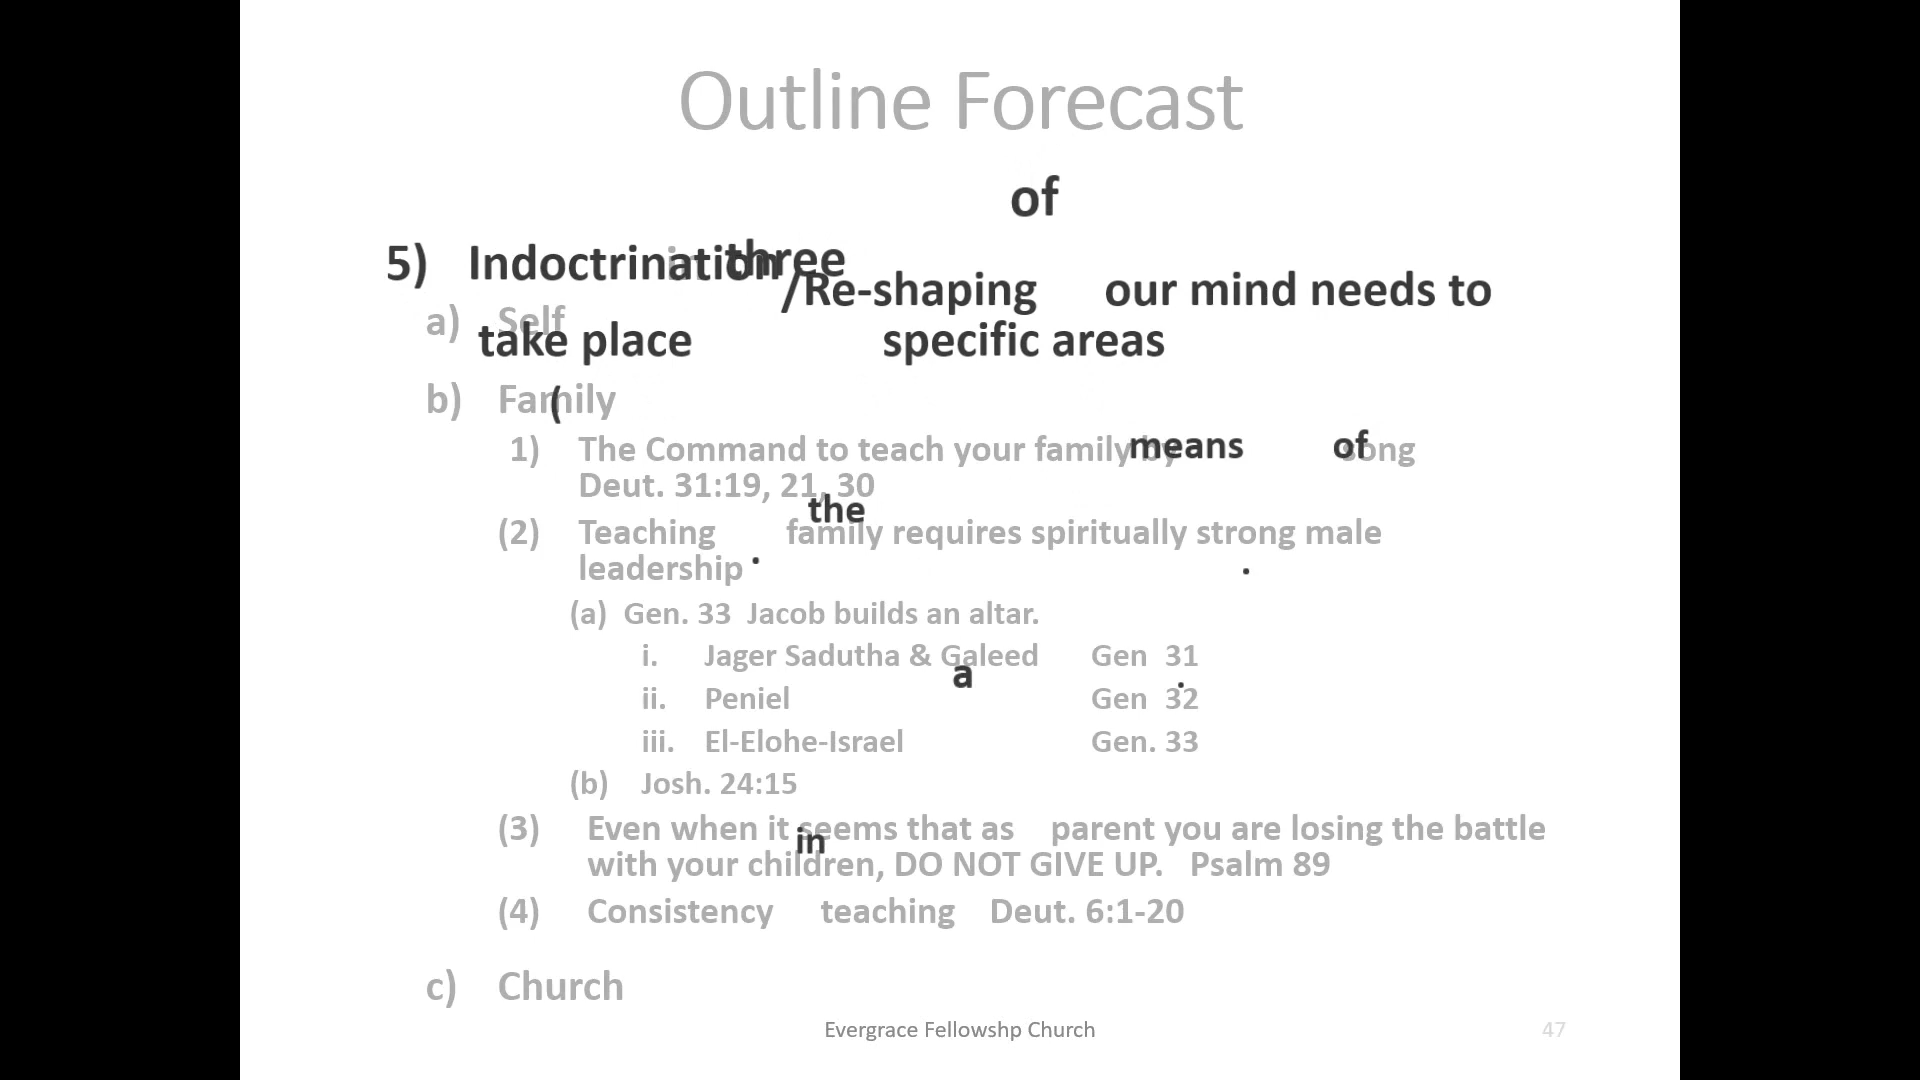 Outline Forecast
of
5) Indoctrination three
/Re-shaping our mind needs to
a) Self
take place in specific areas
b) Family (
1) The Command to teach your family by means of song
Deut. 31:19, 21, 30
the
(2) Teaching family requires spiritually strong male
leadership . .
(a) Gen. 33 Jacob builds an altar.
i. Jager Sadutha & Galeed Gen 31
a .
ii. Peniel Gen 32
iii. El-Elohe-Israel Gen. 33
(b) Josh. 24:15
(3) Even when it seems that as parent you are losing the battle
in
with your children, DO NOT GIVE UP. Psalm 89
(4) Consistency teaching Deut. 6:1-20
c) Church
Evergrace Fellowshp Church 47